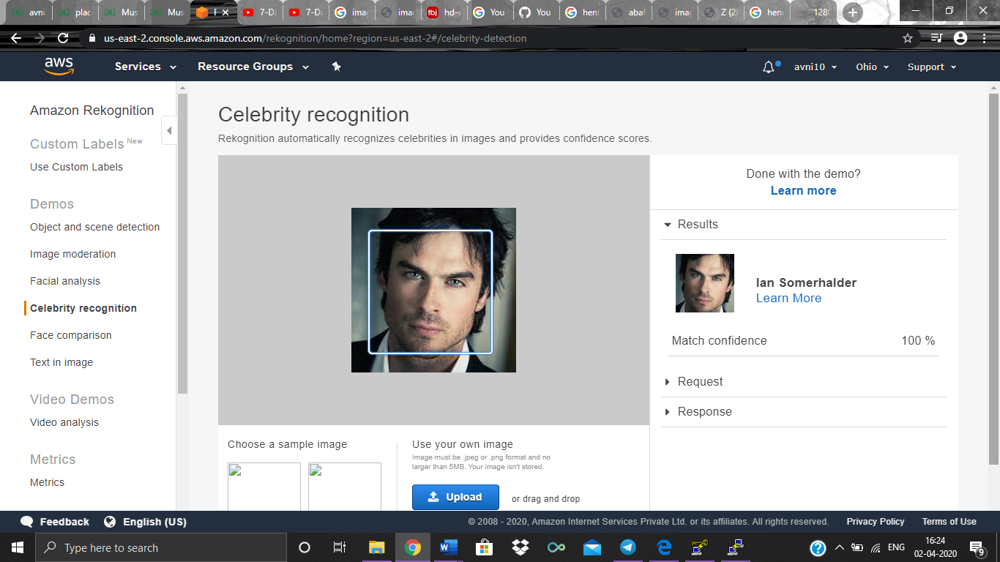 avni
place
Mus
Mus
7-Da
7-Da
imag
imag
tbj
hd-w
You
You
henr
abaf
imag
Z (2
henr
1280
us-east-2.console.aws.amazon.com/rekognition/home?region=us-east-2#/celebrity-detection
aws
Services
Resource Groups
avni10
Ohio
Support
Amazon Rekognition
Custom Labels New
Use Custom Labels
Demos
Object and scene detection
Image moderation
Facial analysis
Celebrity recognition
Face comparison
Text in image
Video Demos
Video analysis
Metrics
Metrics
Celebrity recognition
Rekognition automatically recognizes celebrities in images and provides confidence scores.
Done with the demo?
Learn more
Results
Ian Somerhalder
Learn More
Match confidence 100 %
Request
Response
Choose a sample image
Use your own image
Image must be .jpeg or .png format and no
larger than 5MB. Your image isn't stored.
Upload
or drag and drop
Feedback
English (US)
© 2008 - 2020, Amazon Internet Services Private Ltd. or its affiliates. All rights reserved.
Privacy Policy
Terms of Use
Type here to search
ENG
16:24
02-04-2020
9